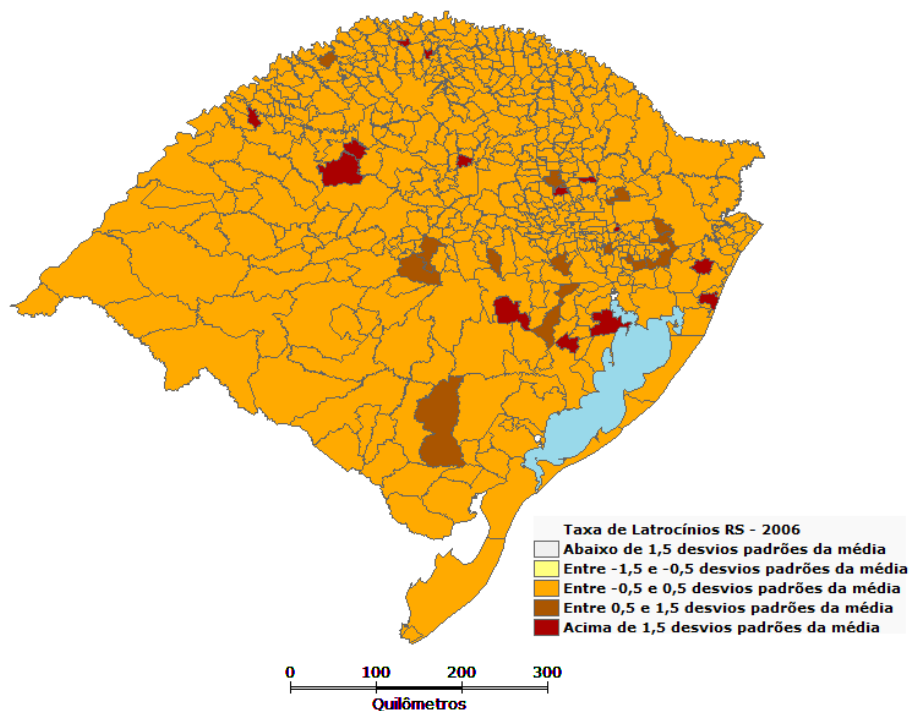 Taxa de Latrocínios RS - 2006
Abaixo de 1,5 desvios padrões da média
Entre -1,5 e -0,5 desvios padrões da média
Entre -0,5 e 0,5 desvios padrões da média
Entre 0,5 e 1,5 desvios padrões da média
Acima de 1,5 desvios padrões da média
0 100 200 300
Quilômetros